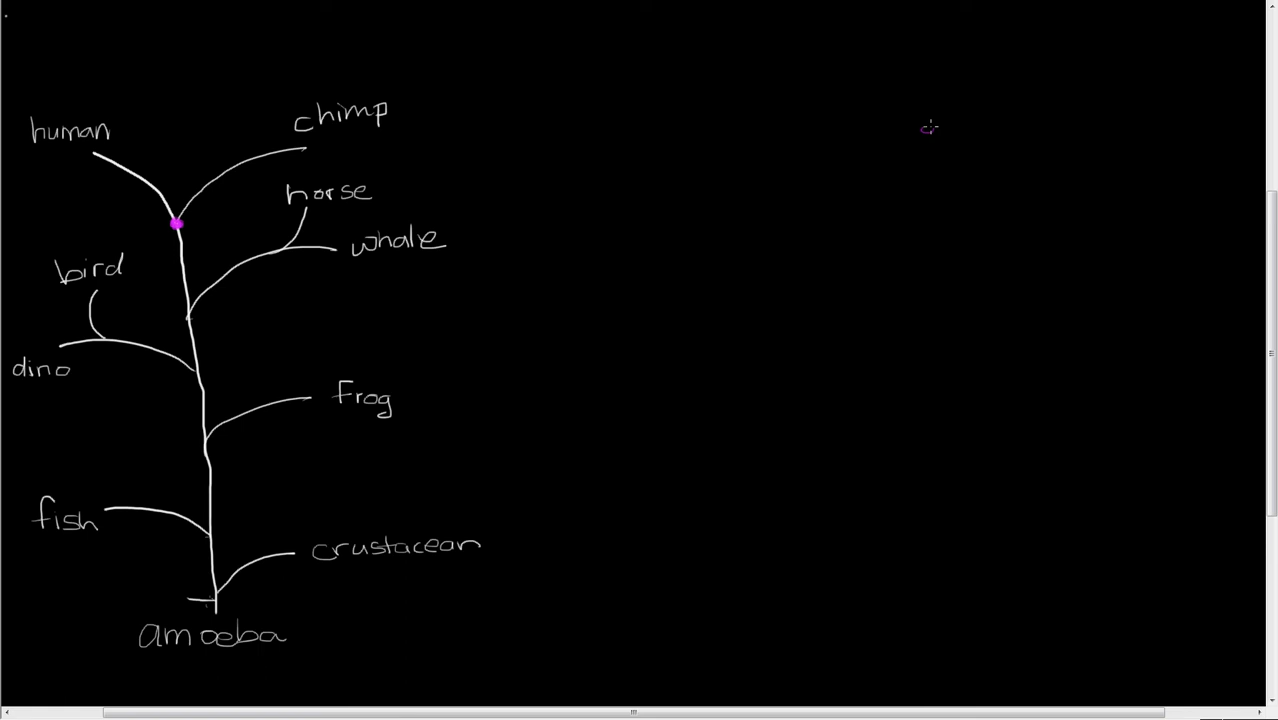 chimp
human
horse
whale
bird
dino
frog
fish
crustacean
amoeba